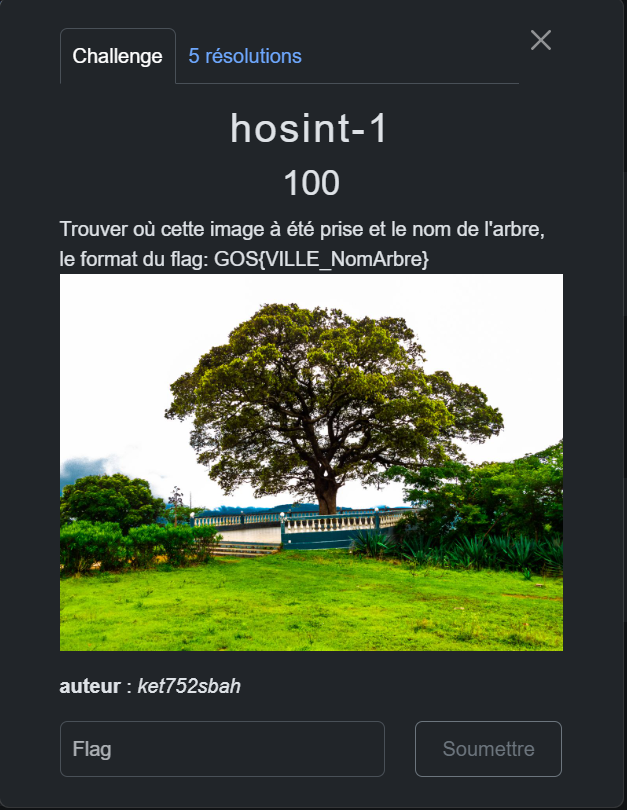 Challenge
5 résolutions
hosint-1
100
Trouver où cette image à été prise et le nom de l'arbre,
le format du flag: GOS{VILLE_NomArbre}
auteur : ket752sbah
Flag
Soumettre